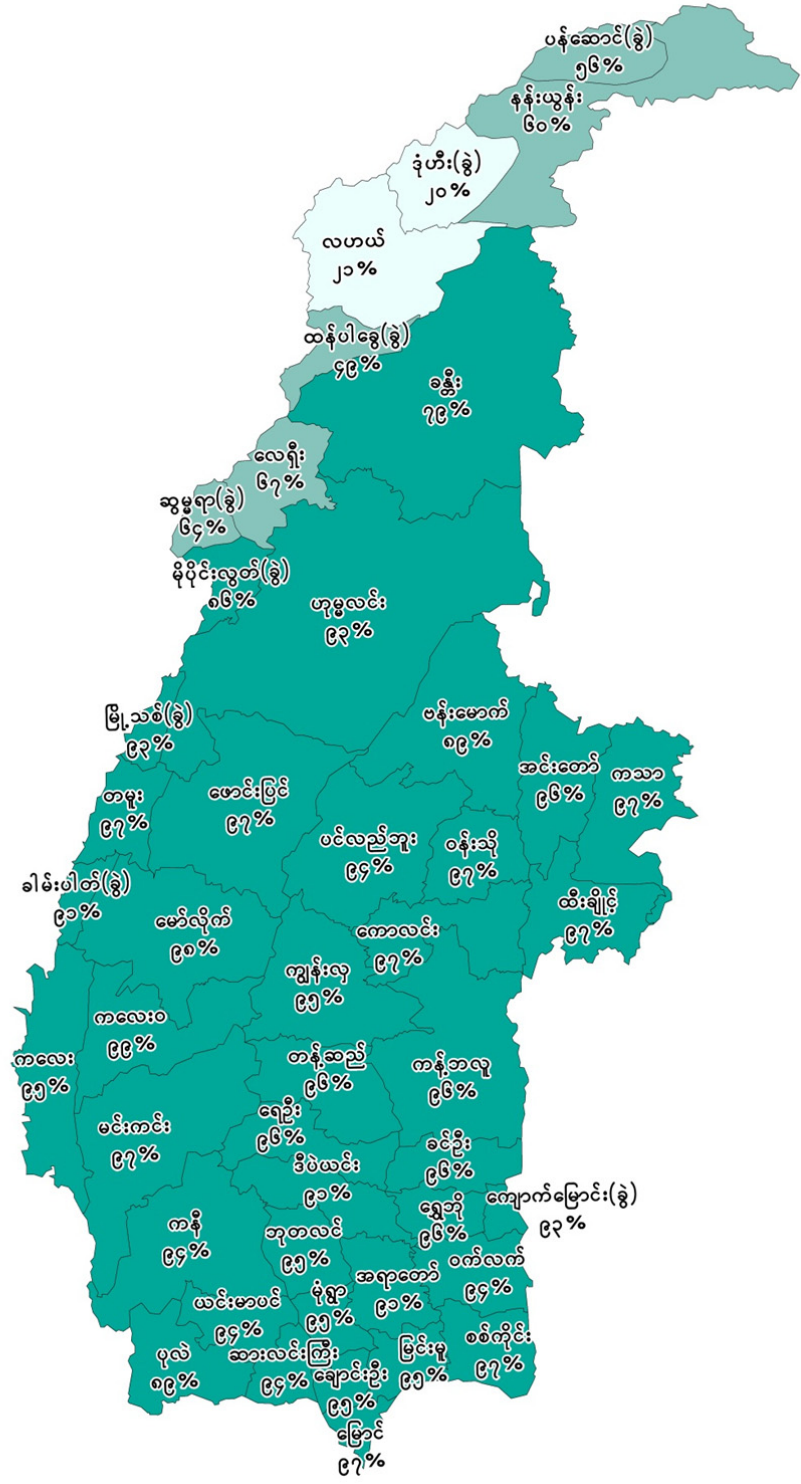 ပန်ဆောင်(ခွဲ)
၅၆%
နန်းယွန်း
၆၀%
ဒုံဟီး(ခွဲ)
၂၀%
လဟယ်
၂၁%
ထန်ပါခွေ(ခွဲ)
၄၉%
ခန္တီး
၇၉%
လေရှီး
၆၇%
ဆွမ္မရာ(ခွဲ)
၆၄%
မိုပိုင်းလွတ်(ခွဲ)
၈၆%
ဟုမ္မလင်း
၉၃%
မြို့သစ်(ခွဲ)
၉၃%
ဗန်းမောက်
၈၉%
အင်းတော်
၉၆%
ကသာ
၉၇%
တမူး
၉၇%
ဖောင်းပြင်
၉၇%
ပင်လည်ဘူး
၉၄%
ဝန်းသို
၉၇%
ခါမ်းပါတ်(ခွဲ)
၉၁%
မော်လိုက်
၉၈%
ကောလင်း
၉၇%
ထီးချိုင့်
၉၇%
ကျွန်းလှ
၉၅%
ကလေးဝ
၉၉%
ကလေး
၉၅%
တန့်ဆည်
၉၆%
ကန့်ဘလူ
၉၆%
မင်းကင်း
၉၇%
ရေဦး
၉၆%
ခင်ဦး
၉၆%
ဒီပဲယင်း
၉၁%
ကျောက်မြောင်း(ခွဲ)
၉၃%
ရွှေဘို
၉၆%
ကနီ
၉၄%
ဘုတလင်
၉၅%
ဝက်လက်
၉၄%
အရာတော်
၉၁%
မုံရွာ
၉၅%
ယင်းမာပင်
၉၄%
စစ်ကိုင်း
၉၇%
မြင်းမူ
၉၅%
ပုလဲ
၈၉%
ဆားလင်းကြီး
၉၄%
ချောင်းဦး
၉၅%
မြောင်
၉၇%